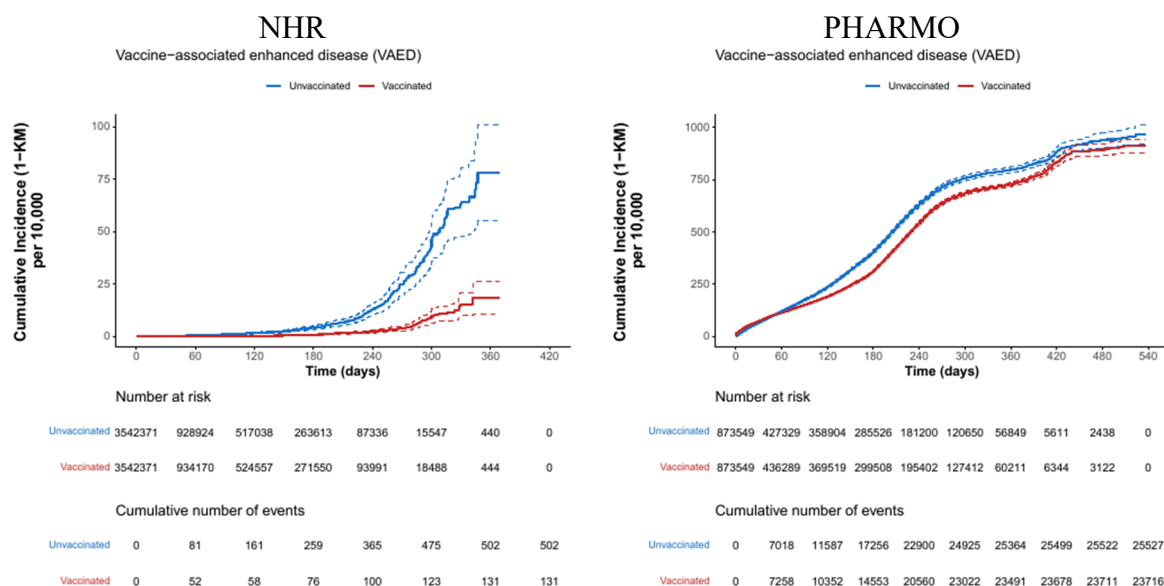 NHR
Vaccine−associated enhanced disease (VAED)
Unvaccinated Vaccinated
Cumulative Incidence (1−KM)
per 10,000
100
75
50
25
0
0 60 120 180 240 300 360 420
Time (days)
Number at risk
Unvaccinated 3542371 928924 517038 263613 87336 15547 440 0
Vaccinated 3542371 934170 524557 271550 93991 18488 444 0
Cumulative number of events
Unvaccinated 0 81 161 259 365 475 502 502
Vaccinated 0 52 58 76 100 123 131 131
PHARMO
Vaccine−associated enhanced disease (VAED)
Unvaccinated Vaccinated
Cumulative Incidence (1−KM)
per 10,000
1000
750
500
250
0
0 60 120 180 240 300 360 420 480 540
Time (days)
Number at risk
Unvaccinated 873549 427329 358904 285526 181200 120650 56849 5611 2438 0
Vaccinated 873549 436289 369519 299508 195402 127412 60211 6344 3122 0
Cumulative number of events
Unvaccinated 0 7018 11587 17256 22900 24925 25364 25499 25522 25527
Vaccinated 0 7258 10352 14553 20560 23022 23491 23678 23711 23716